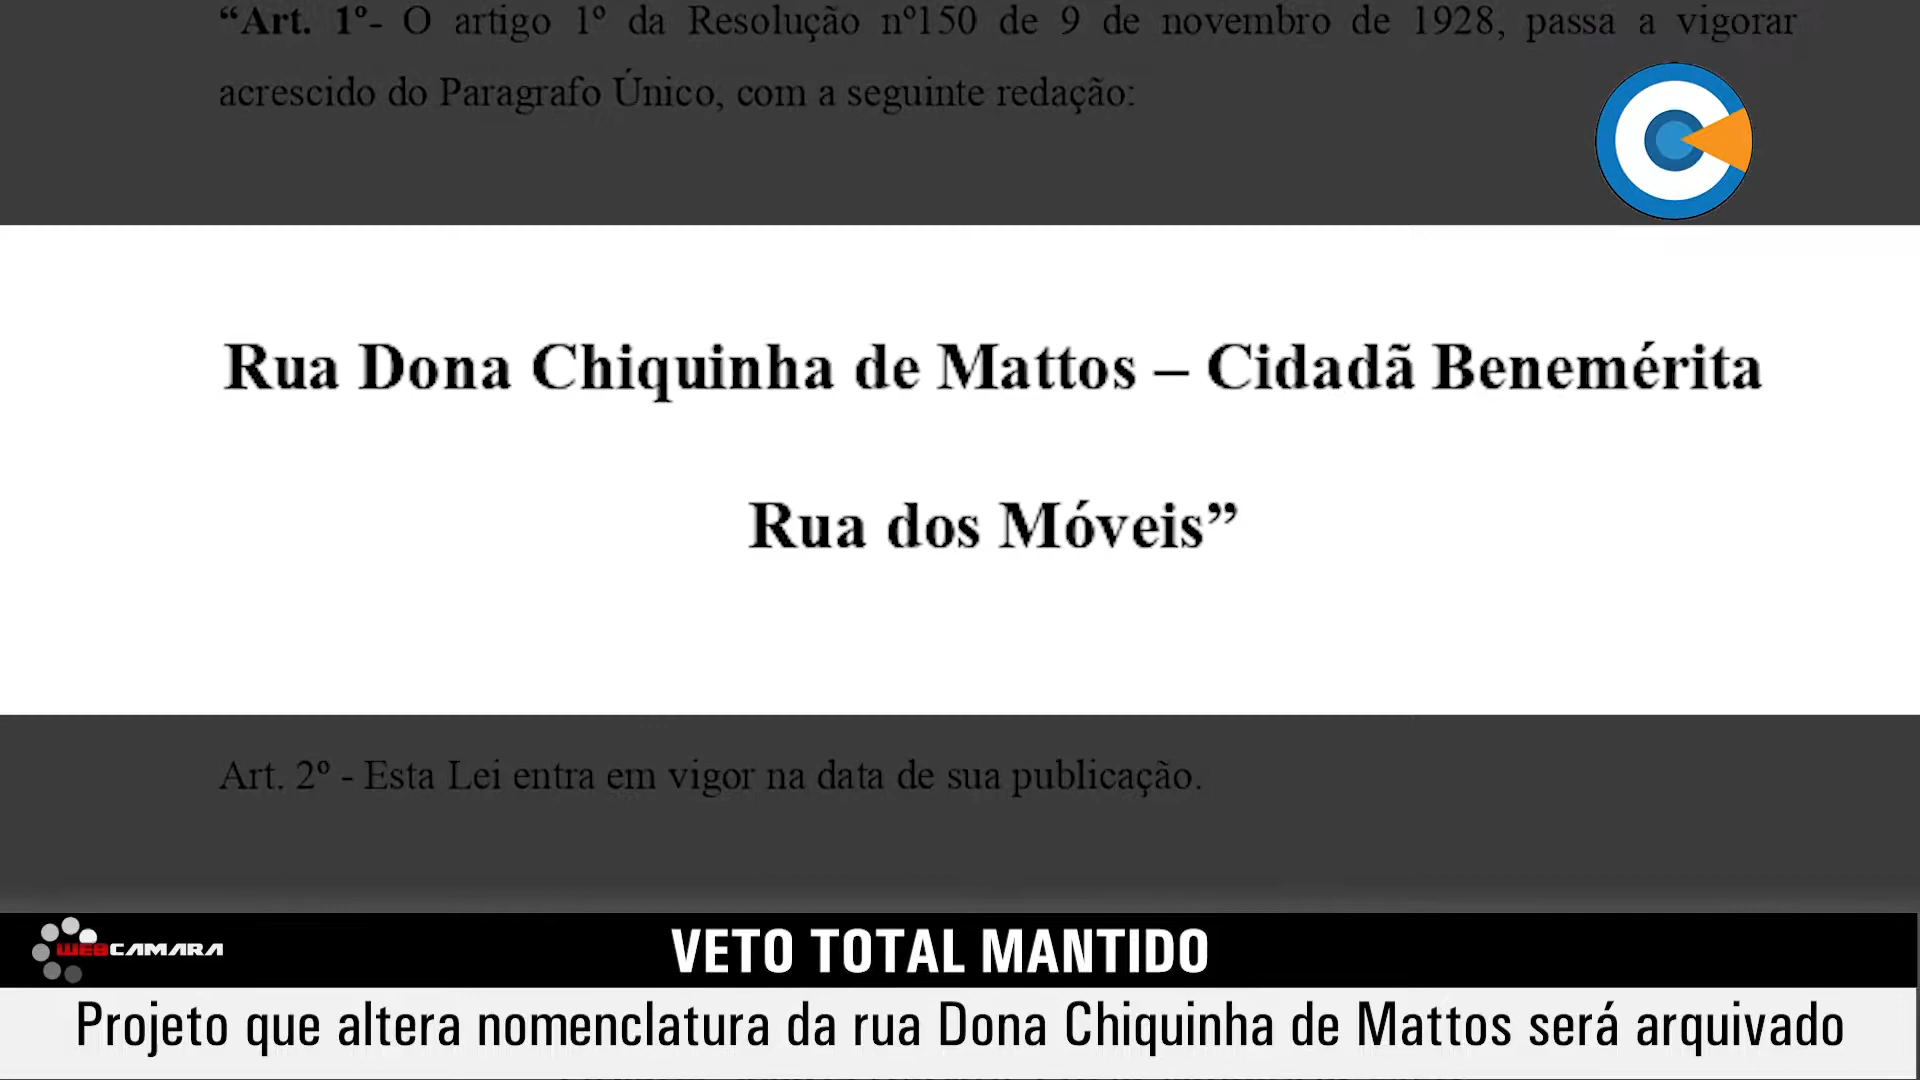 “Art. 1º- O artigo 1º da Resolução nº150 de 9 de novembro de 1928, passa a vigorar
acrescido do Paragrafo Único, com a seguinte redação:
Rua Dona Chiquinha de Mattos – Cidadã Benemérita
Rua dos Móveis”
Art. 2º - Esta Lei entra em vigor na data de sua publicação.
WEBCAMARA
VETO TOTAL MANTIDO
Projeto que altera nomenclatura da rua Dona Chiquinha de Mattos será arquivado